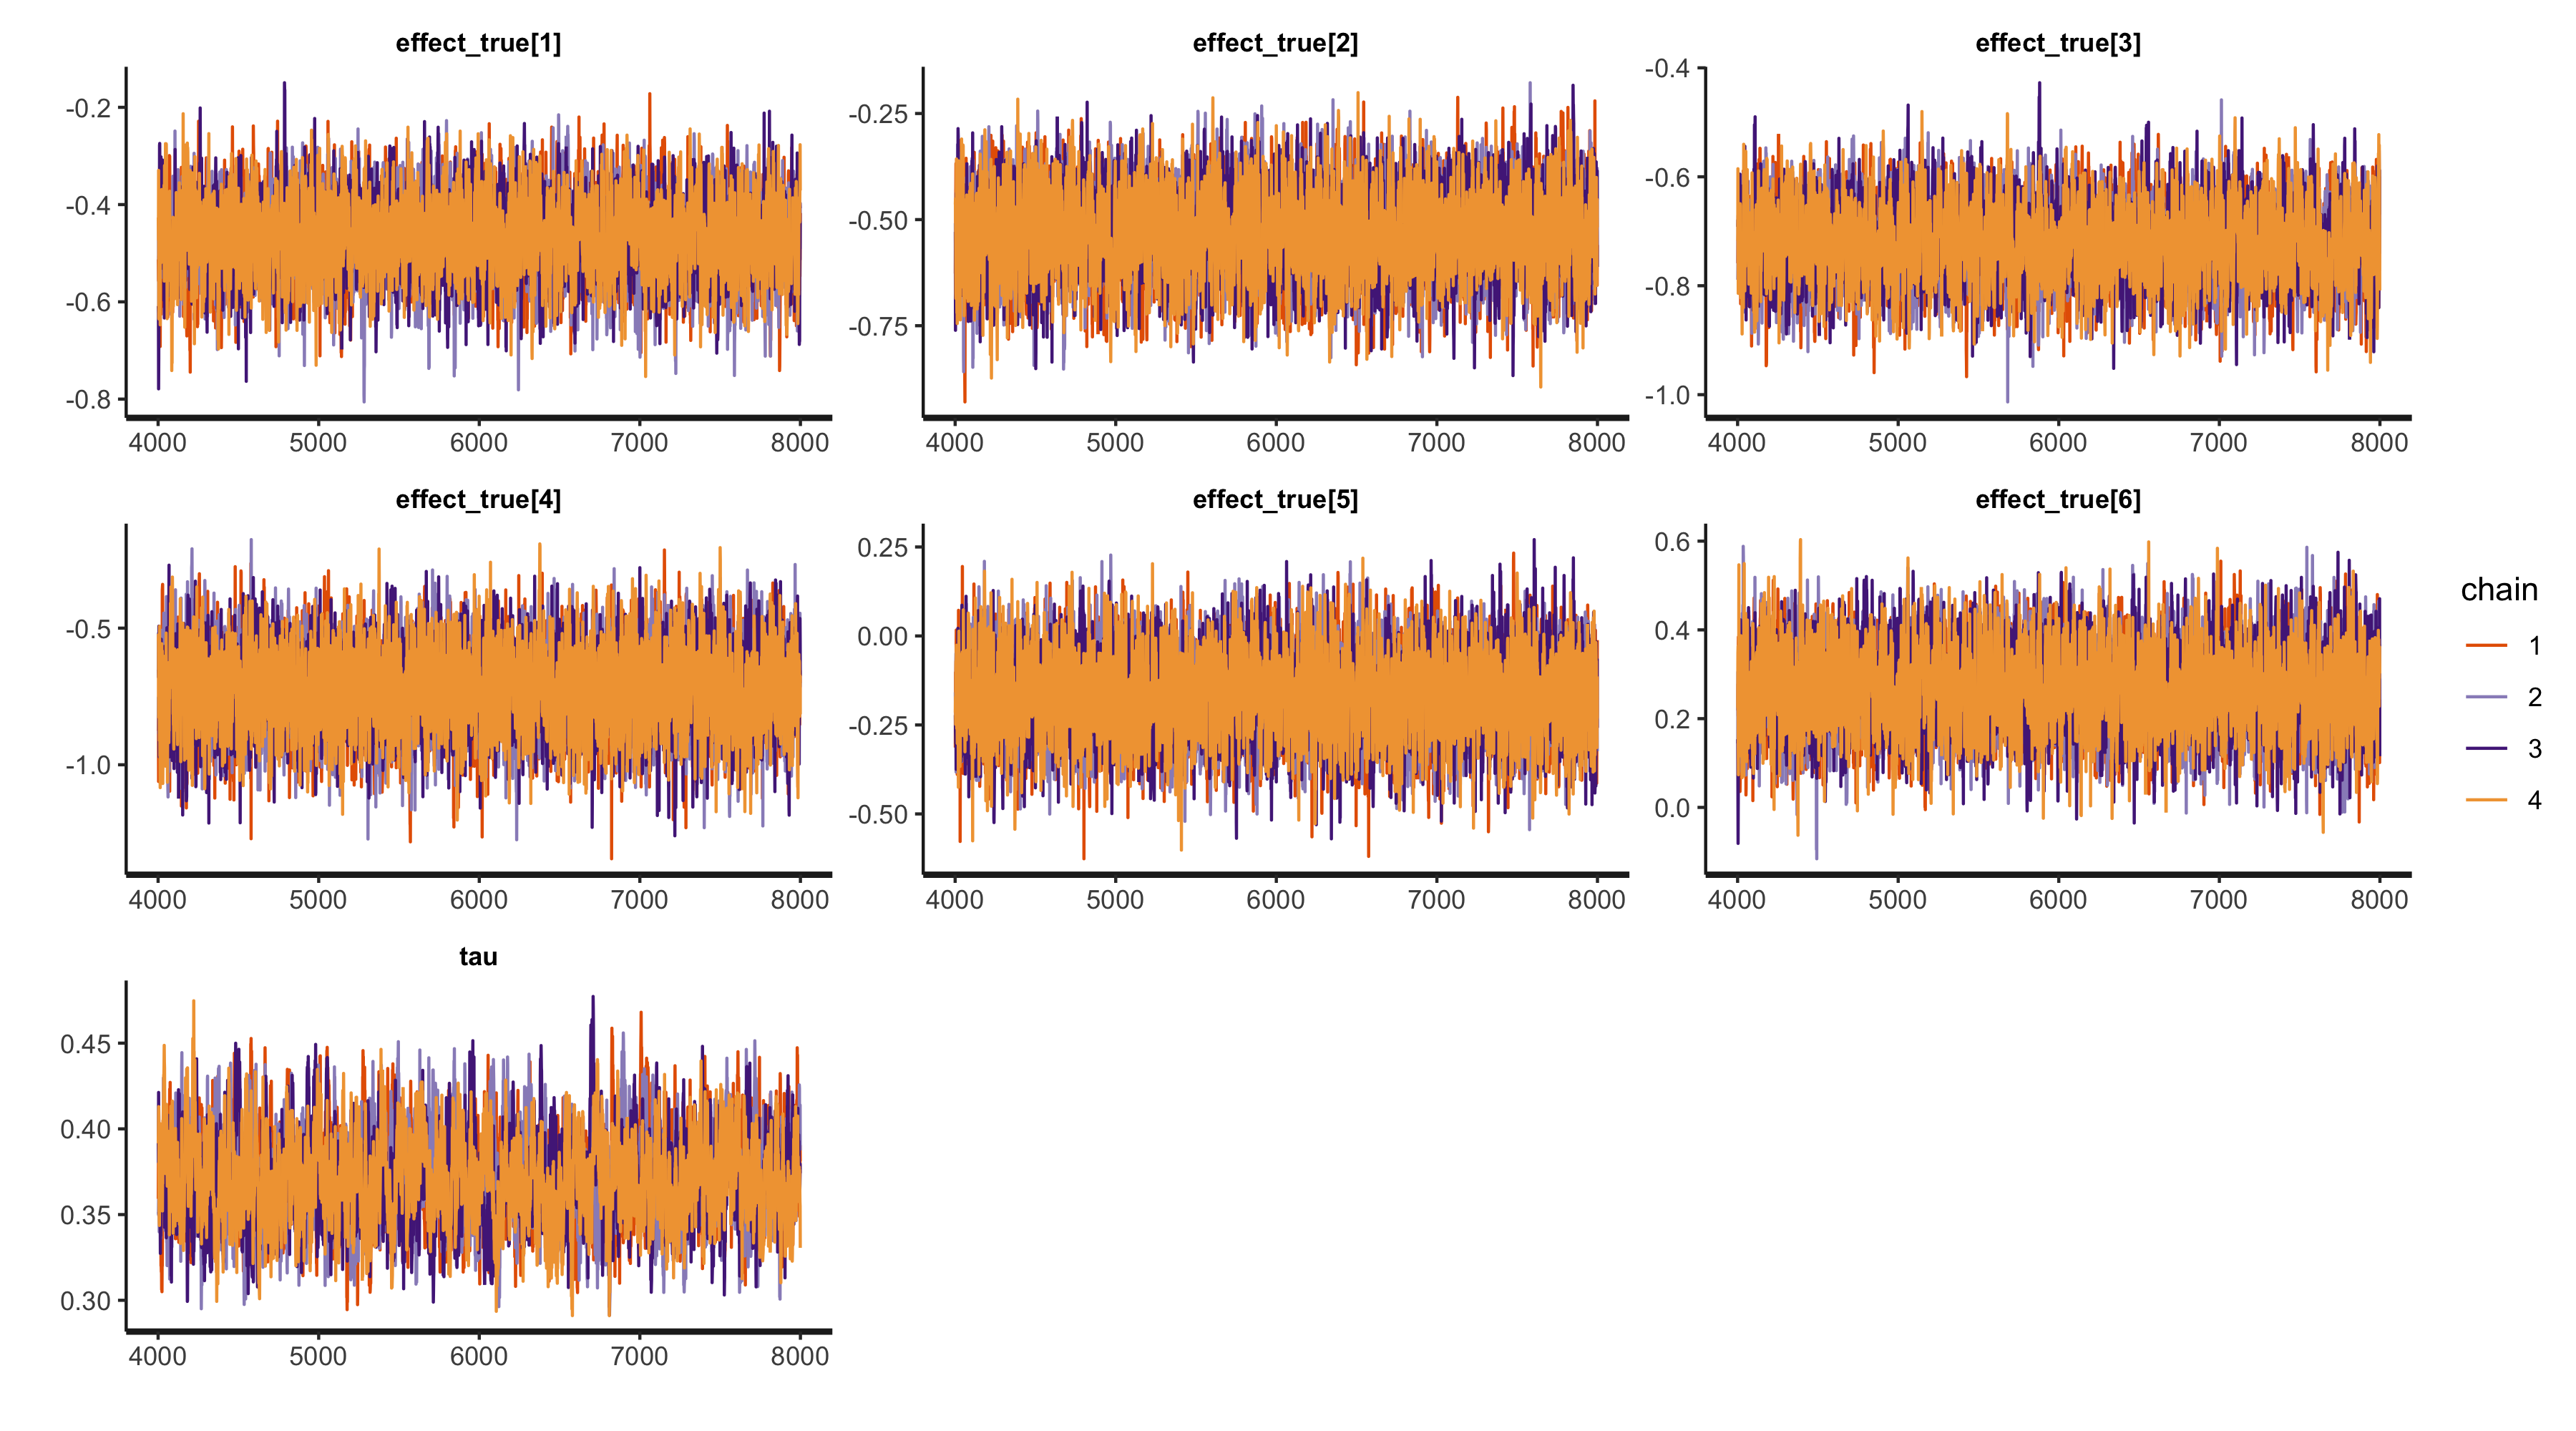 effect_true[1] effect_true[2] effect_true[3]
-0.2
-0.4
-0.6
-0.8
-0.25
-0.50
-0.75
-0.4
-0.6
-0.8
-1.0
4000 5000 6000 7000 8000
4000 5000 6000 7000 8000
4000 5000 6000 7000 8000
effect_true[4] effect_true[5] effect_true[6]
-0.5
-1.0
0.25
0.00
-0.25
-0.50
0.6
0.4
0.2
0.0
4000 5000 6000 7000 8000
4000 5000 6000 7000 8000
4000 5000 6000 7000 8000
chain
1
2
3
4
tau
0.45
0.40
0.35
0.30
4000 5000 6000 7000 8000